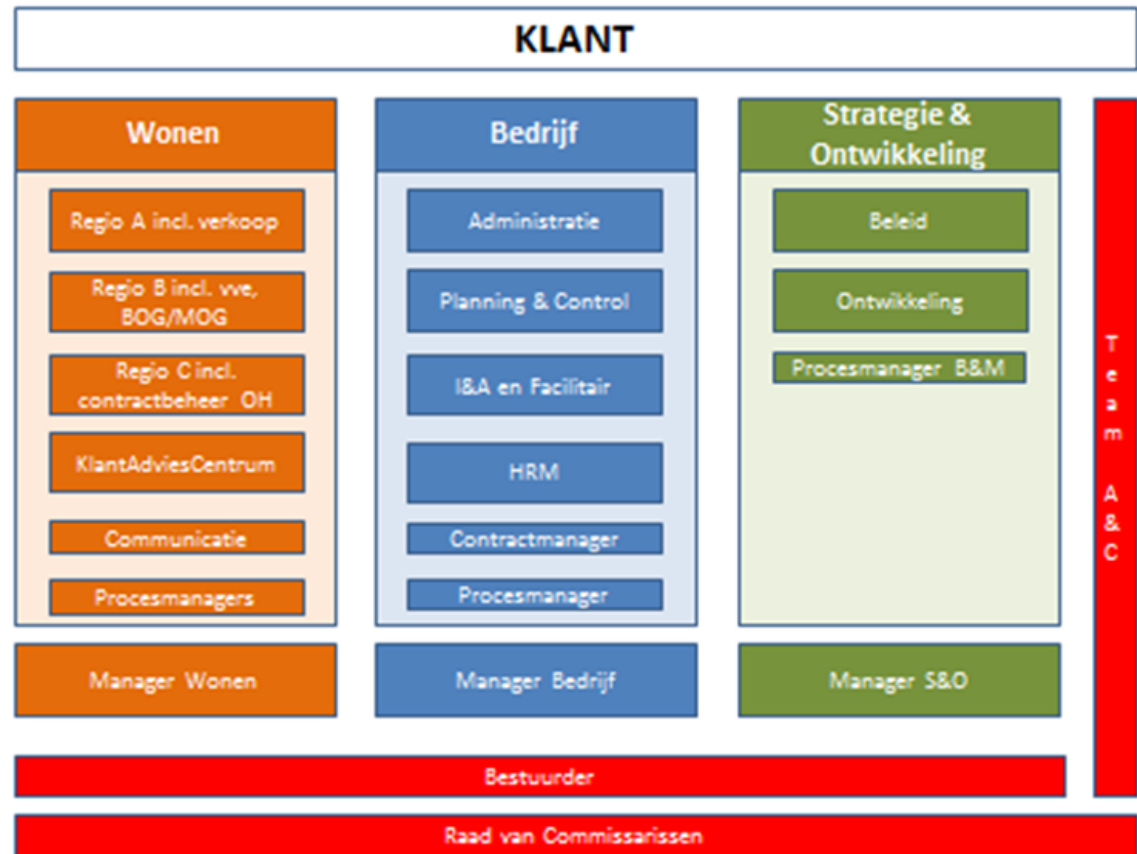 KLANT
Wonen
Regio A incl. verkoop
Regio B incl. vve,
BOG/MOG
Regio C incl.
contractbeheer OH
KlantAdviesCentrum
Communicatie
Procesmanagers
Manager Wonen
Bedrijf
Administratie
Planning & Control
I&A en Facilitair
HRM
Contractmanager
Procesmanager
Manager Bedrijf
Strategie &
Ontwikkeling
Beleid
Ontwikkeling
Procesmanager B&M
Manager S&O
Team A&C
Bestuurder
Raad van Commissarissen